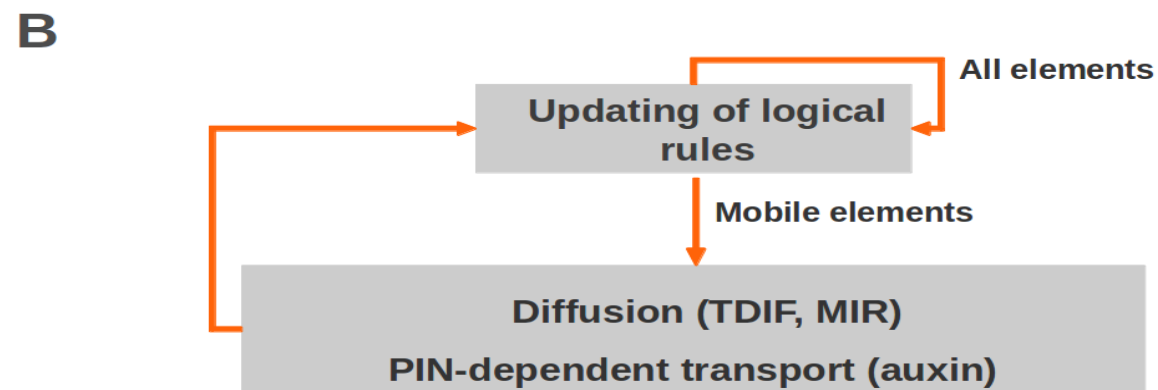 B
All elements
Updating of logical
rules
Mobile elements
Diffusion (TDIF, MIR)
PIN-dependent transport (auxin)